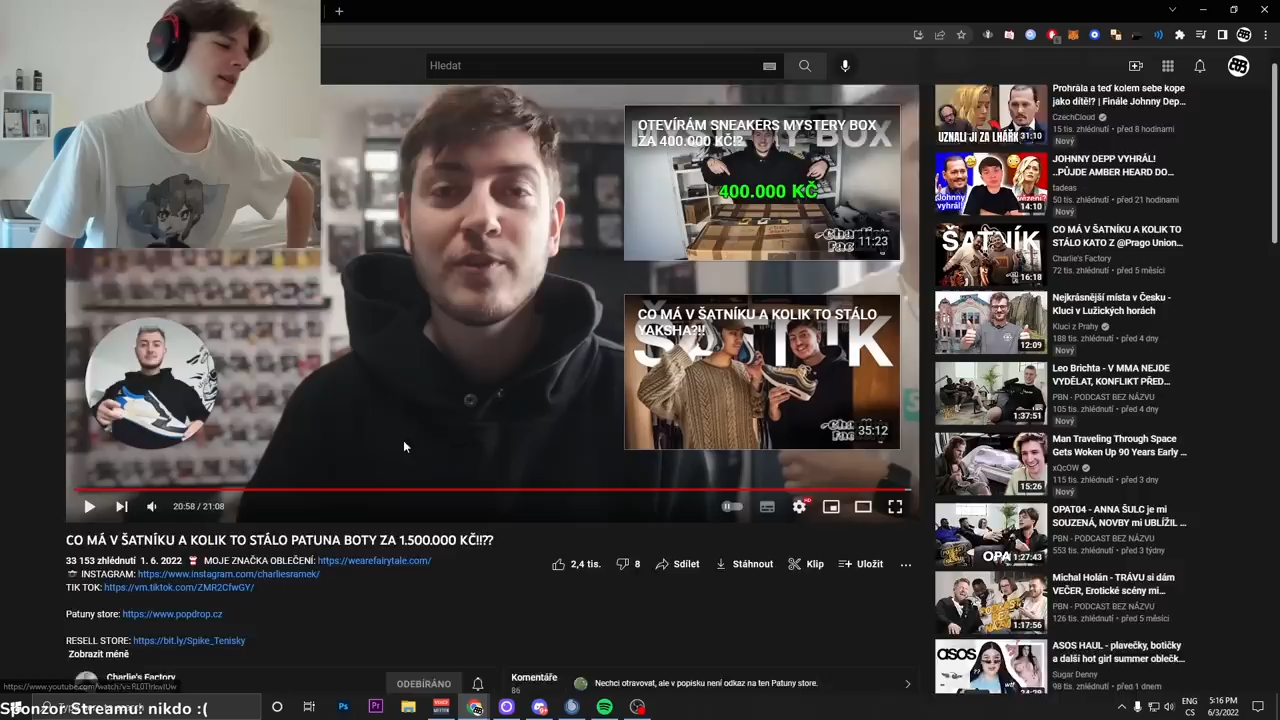 Hledat
OTEVÍRÁM SNEAKERS MYSTERY BOX
ZA 400.000 KČ!?
400.000 KČ
11:23
CO MÁ V ŠATNÍKU A KOLIK TO STÁLO
YAKSHA?!!
35:12
20:58 / 21:08
CO MÁ V ŠATNÍKU A KOLIK TO STÁLO PATUNA BOTY ZA 1.500.000 KČ!!??
33 153 zhlédnutí 1. 6. 2022 MOJE ZNAČKA OBLEČENÍ: https://wearefairytale.com/
INSTAGRAM: https://www.instagram.com/charliesramek/
TIK TOK: https://vm.tiktok.com/ZMR2CfwGY/
2,4 tis. 8 Sdílet Stáhnout Klip Uložit ...
Patuny store: https://www.popdrop.cz
RESELL STORE: https://bit.ly/Spike_Tenisky
Zobrazit méně
Charlie's Factory
ODEBÍRÁNO
Komentáře
86
Nechci otravovat, ale v popisku není odkaz na ten Patuny store.
Prohrála a teď kolem sebe kope
jako dítě!? | Finále Johnny Dep...
CzechCloud
15 tis. zhlédnutí • před 8 hodinami
Nový
UZNALI JI ZA LHÁŘK
31:10
JOHNNY DEPP VYHRÁL!
..PŮJDE AMBER HEARD DO...
tadeas
50 tis. zhlédnutí • před 21 hodinami
Nový
Johnny
vyhrál!
14:10
CO MÁ V ŠATNÍKU A KOLIK TO
STÁLO KATO Z @Prago Union...
Charlie's Factory
72 tis. zhlédnutí • před 5 měsíci
ŠATNÍK
16:18
Nejkrásnější místa v Česku -
Kluci v Lužických horách
Kluci z Prahy
188 tis. zhlédnutí • před 4 dny
Nový
12:09
Leo Brichta - V MMA NEJDE
VYDĚLAT, KONFLIKT PŘED...
PBN - PODCAST BEZ NÁZVU
105 tis. zhlédnutí • před 4 dny
Nový
1:37:51
Man Traveling Through Space
Gets Woken Up 90 Years Early ...
xQcOW
115 tis. zhlédnutí • před 3 dny
Nový
15:26
OPAT04 - ANNA ŠULC je mi
SOUZENÁ, NOVBY mi UBLÍŽIL ...
PBN - PODCAST BEZ NÁZVU
553 tis. zhlédnutí • před 3 týdny
OPA
1:27:43
Michal Holán - TRÁVU si dám
VEČER, Erotické scény mi...
PBN - PODCAST BEZ NÁZVU
126 tis. zhlédnutí • před 5 měsíci
1:17:56
ASOS HAUL - plavečky, botičky
a další hot girl summer obleč...
Sugar Denny
98 tis. zhlédnutí • před 1 dnem
asos
Sponzor Stream nikdo :(
ENG
CS
5:16 PM
6/3/2022